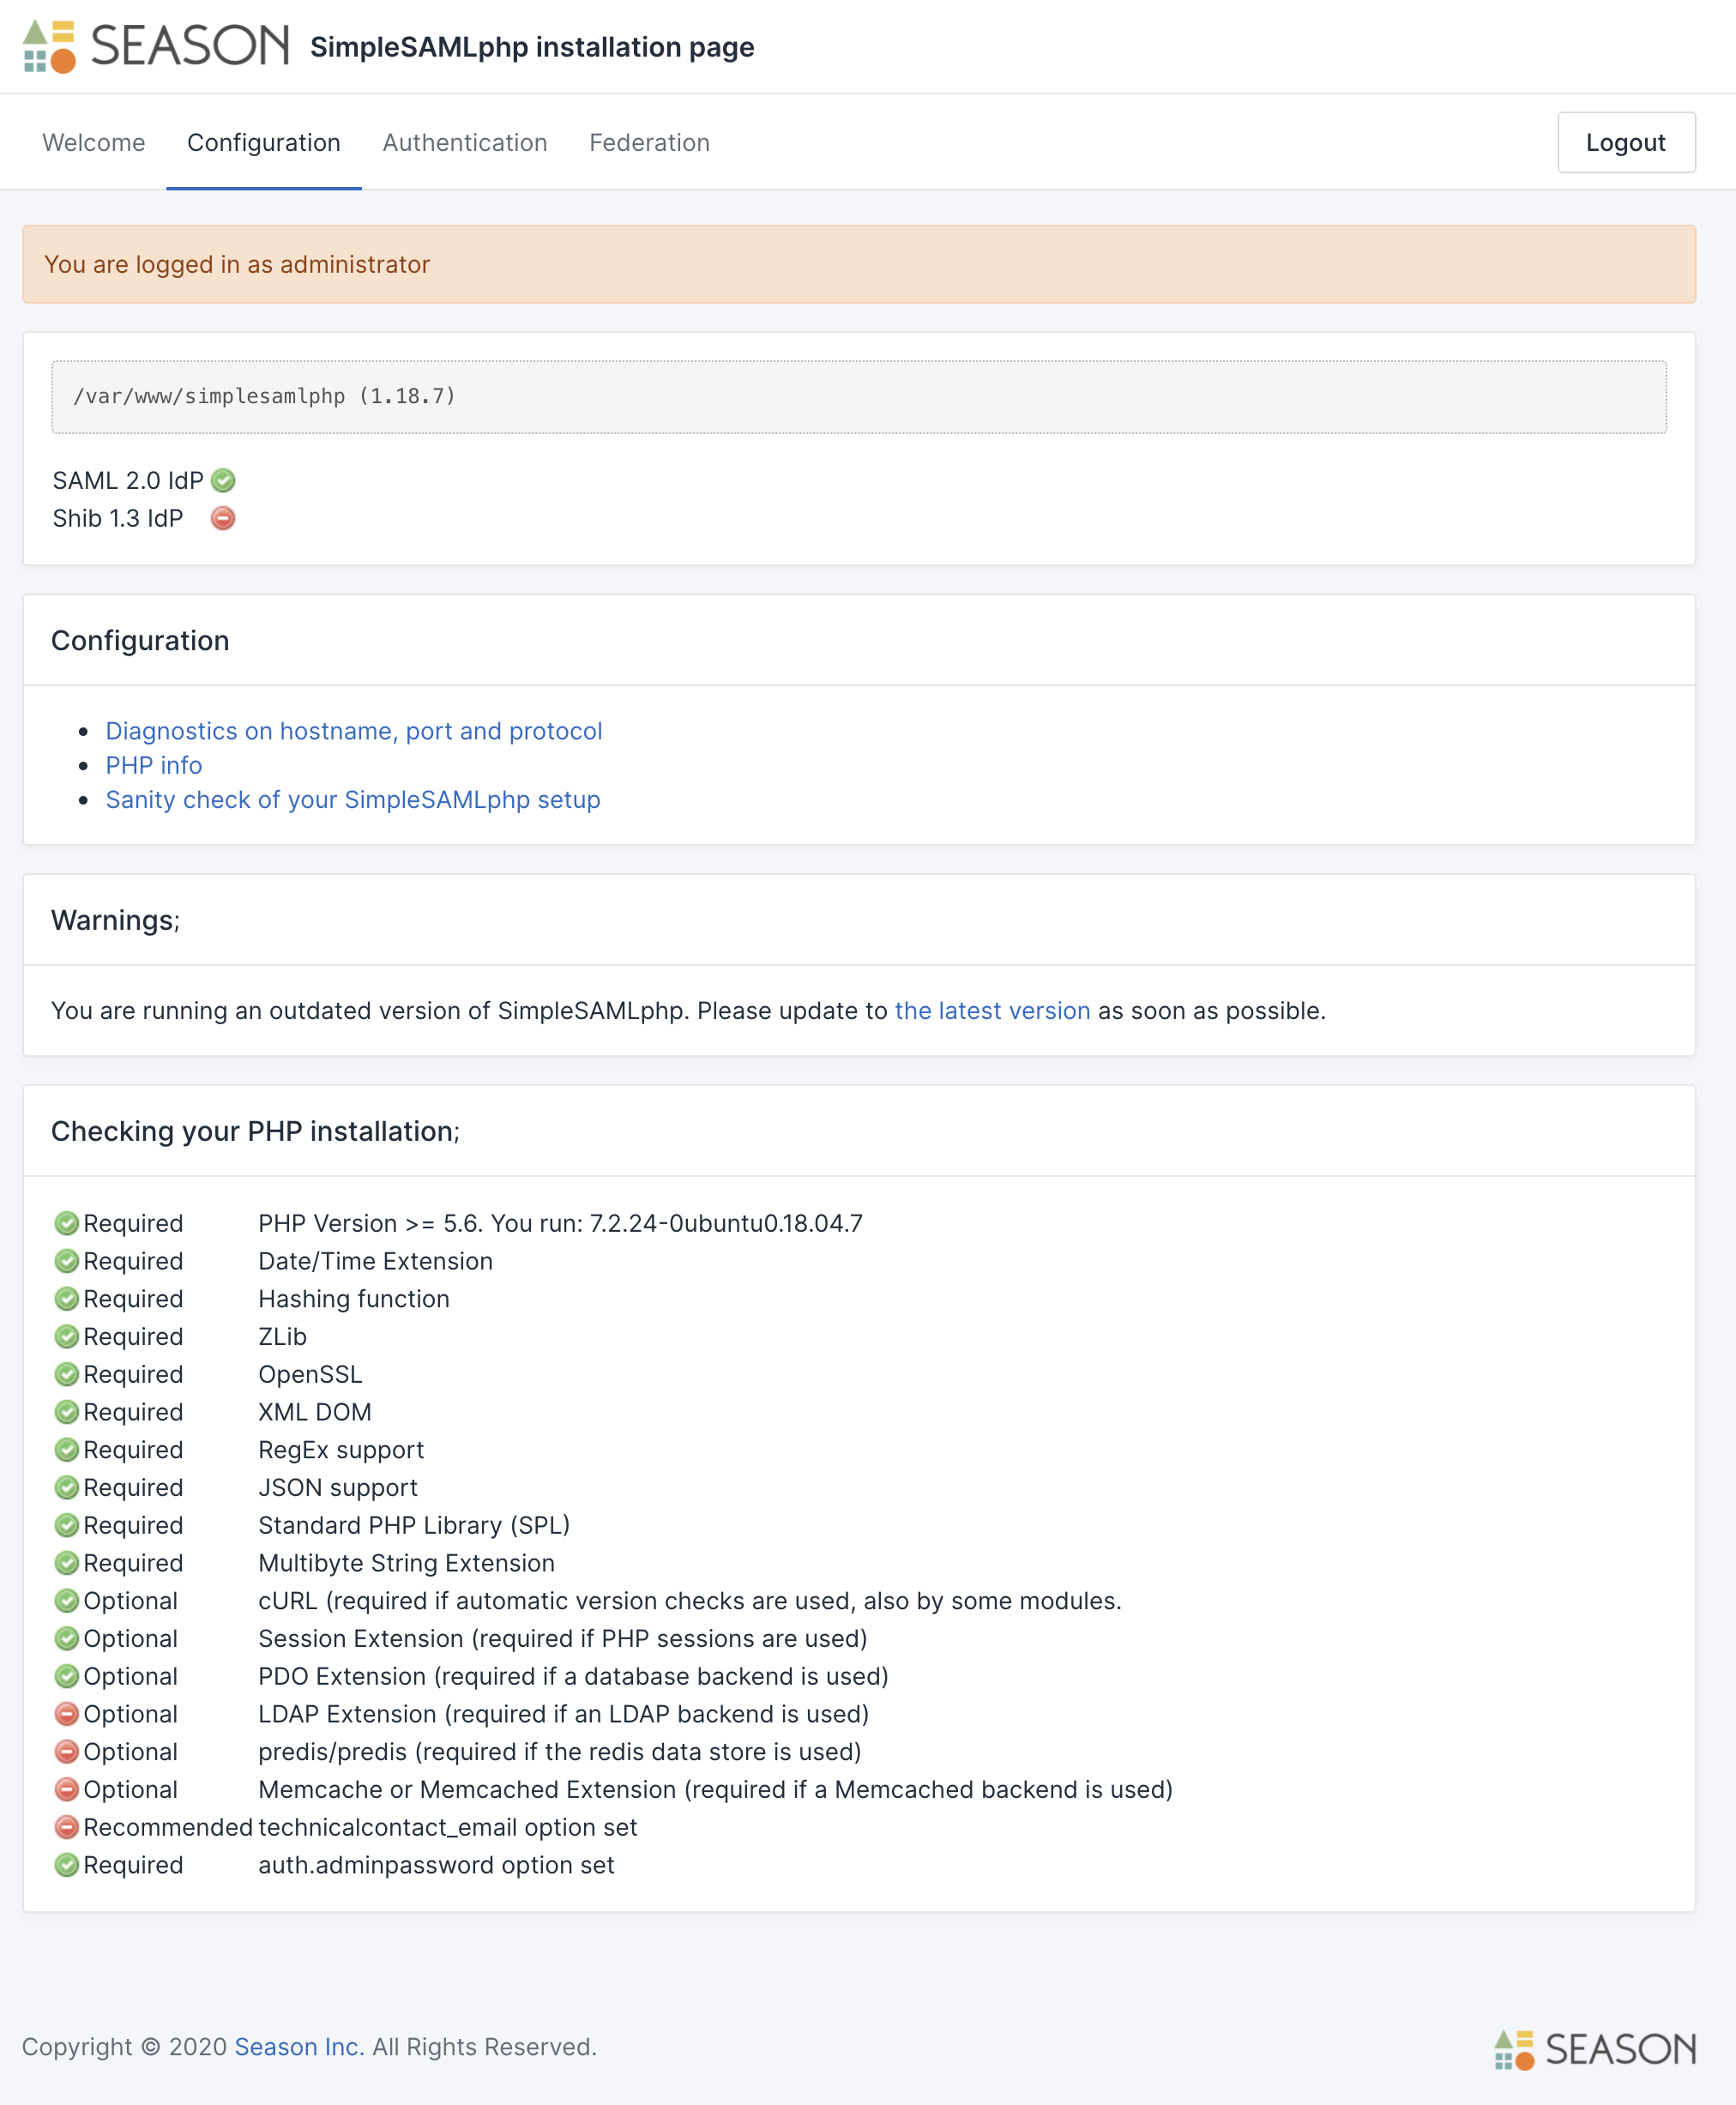 SEASON SimpleSAMLphp installation page
Welcome Configuration Authentication Federation Logout
You are logged in as administrator
/var/www/simplesamlphp (1.18.7)
SAML 2.0 IdP
Shib 1.3 IdP
Configuration
Diagnostics on hostname, port and protocol
PHP info
Sanity check of your SimpleSAMLphp setup
Warnings;
You are running an outdated version of SimpleSAMLphp. Please update to the latest version as soon as possible.
Checking your PHP installation;
Required PHP Version >= 5.6. You run: 7.2.24-0ubuntu0.18.04.7
Required Date/Time Extension
Required Hashing function
Required ZLib
Required OpenSSL
Required XML DOM
Required RegEx support
Required JSON support
Required Standard PHP Library (SPL)
Required Multibyte String Extension
Optional cURL (required if automatic version checks are used, also by some modules.
Optional Session Extension (required if PHP sessions are used)
Optional PDO Extension (required if a database backend is used)
Optional LDAP Extension (required if an LDAP backend is used)
Optional predis/predis (required if the redis data store is used)
Optional Memcache or Memcached Extension (required if a Memcached backend is used)
Recommended technicalcontact_email option set
Required auth.adminpassword option set
Copyright © 2020 Season Inc. All Rights Reserved. SEASON